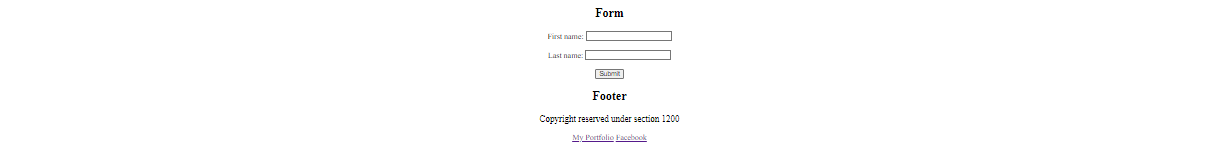 Form
First name:
Last name:
Submit
Footer
Copyright reserved under section 1200
My Portfolio Facebook